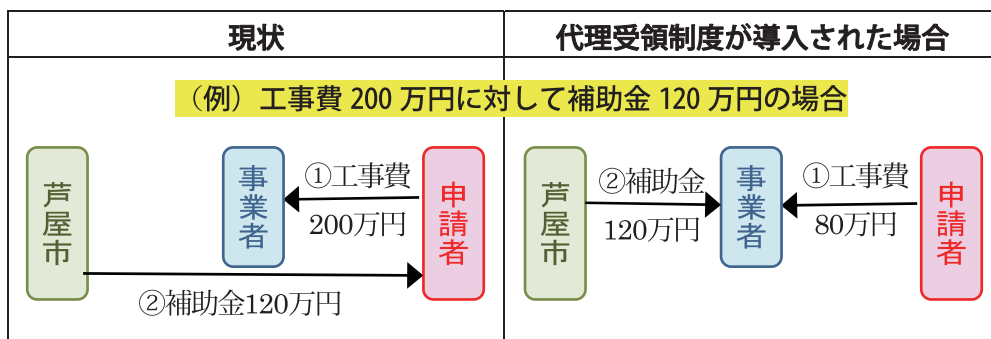 現状
代理受領制度が導入された場合
（例）工事費 200 万円に対して補助金 120 万円の場合
芦屋市
事業者
①工事費
200万円
申請者
②補助金120万円
芦屋市
②補助金
120万円
事業者
①工事費
80万円
申請者